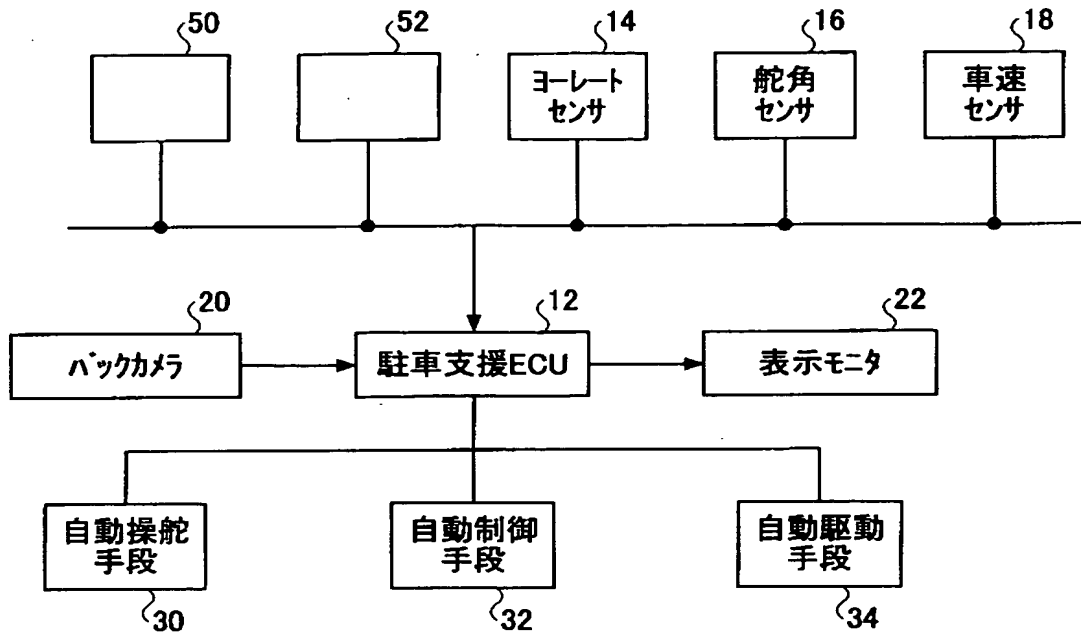 50
52
14
16
18
ヨーレート
センサ
舵角
センサ
車速
センサ
20
12
22
バックカメラ
駐車支援ECU
表示モニタ
自動操舵
手段
自動制御
手段
自動駆動
手段
30
32
34